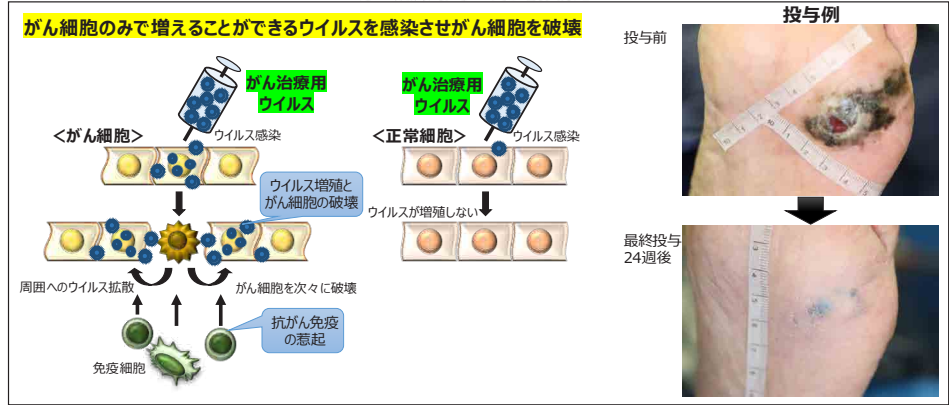 がん細胞のみで増えることができるウイルスを感染させがん細胞を破壊
がん治療用
ウイルス
<がん細胞>
ウイルス感染
ウイルス増殖と
がん細胞の破壊
周囲へのウイルス拡散
がん細胞を次々に破壊
抗がん免疫
の惹起
免疫細胞
がん治療用
ウイルス
<正常細胞>
ウイルス感染
ウイルスが増殖しない
投与例
投与前
最終投与
24週後